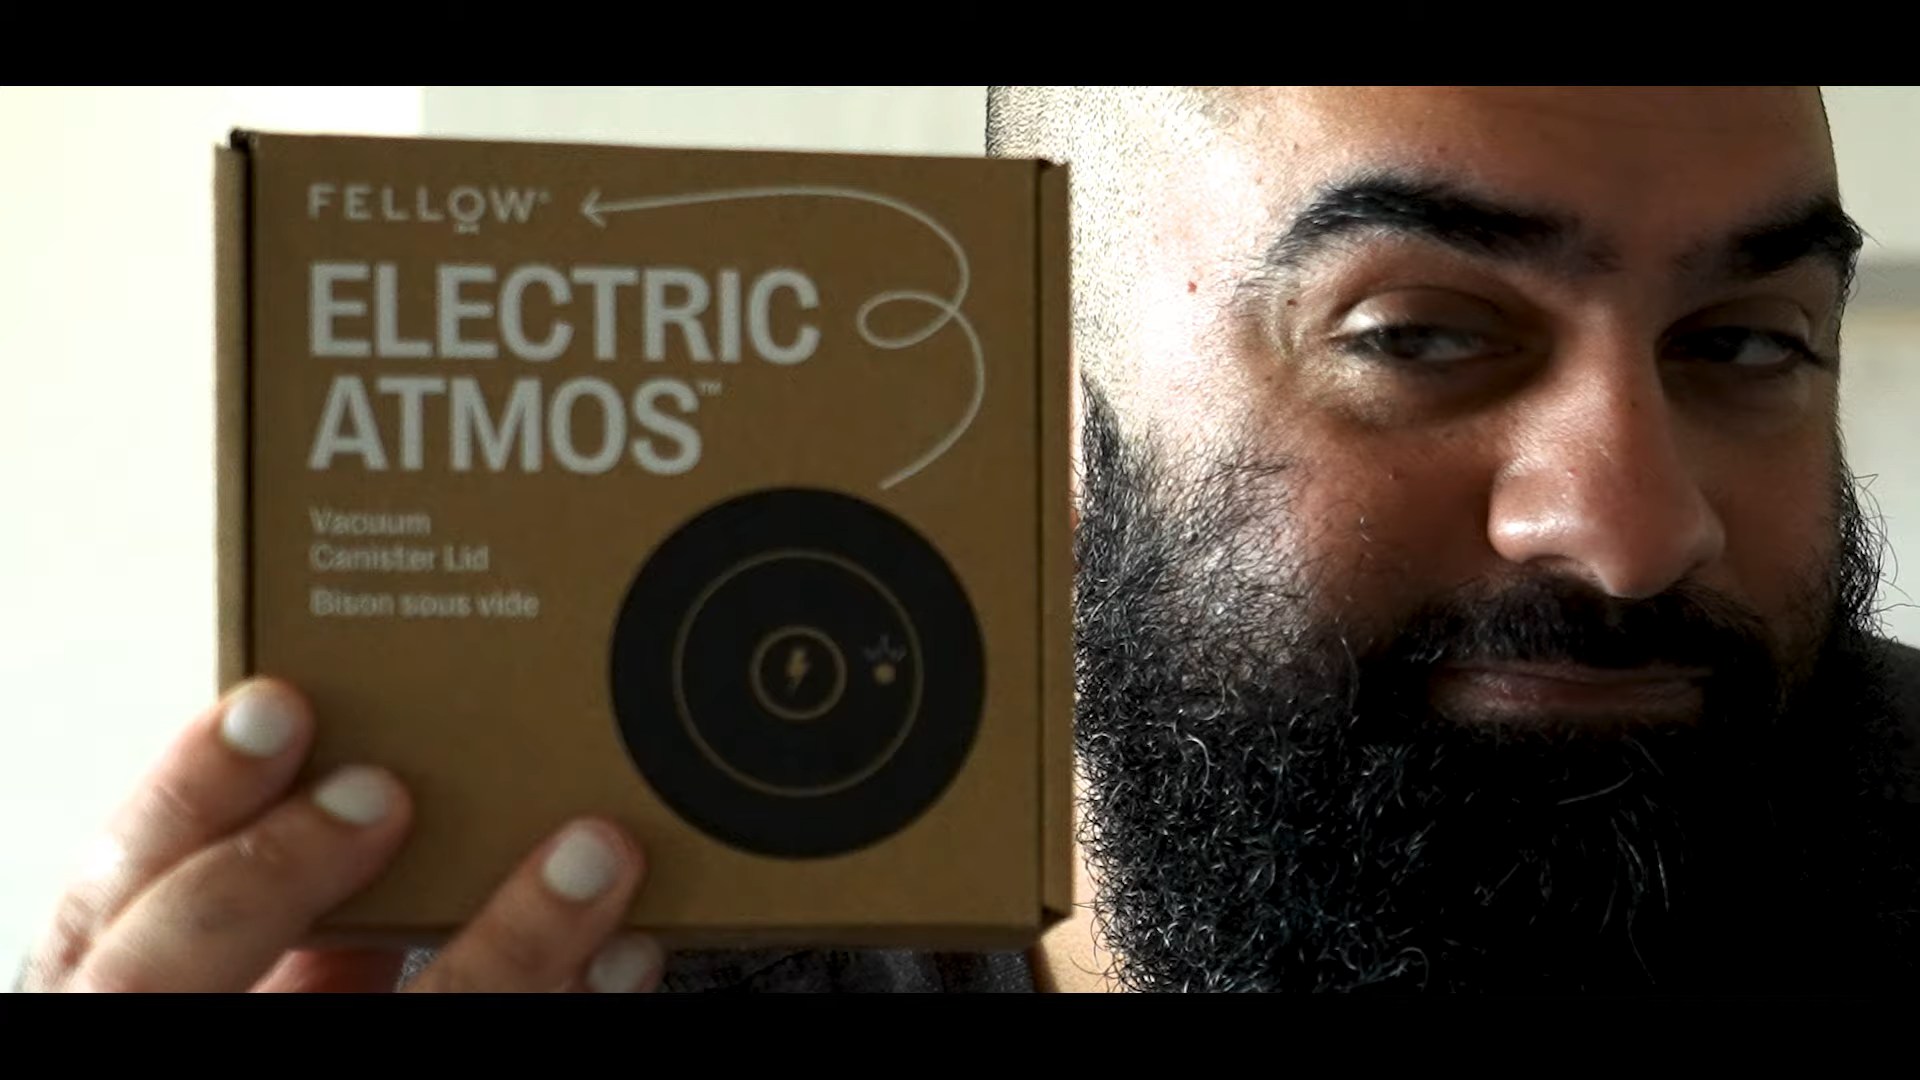 FELLOW®
ELECTRIC
ATMOS™
Vacuum
Canister Lid
Bison sous vide